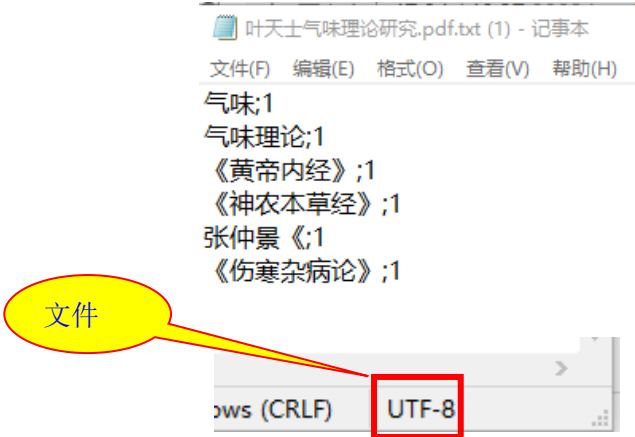 叶天士气味理论研究.pdf.txt (1) - 记事本
文件(F) 编辑(E) 格式(O) 查看(V) 帮助(H)
气味;1
气味理论;1
《黄帝内经》;1
《神农本草经》;1
张仲景《;1
《伤寒杂病论》;1
文件
ows (CRLF) UTF-8